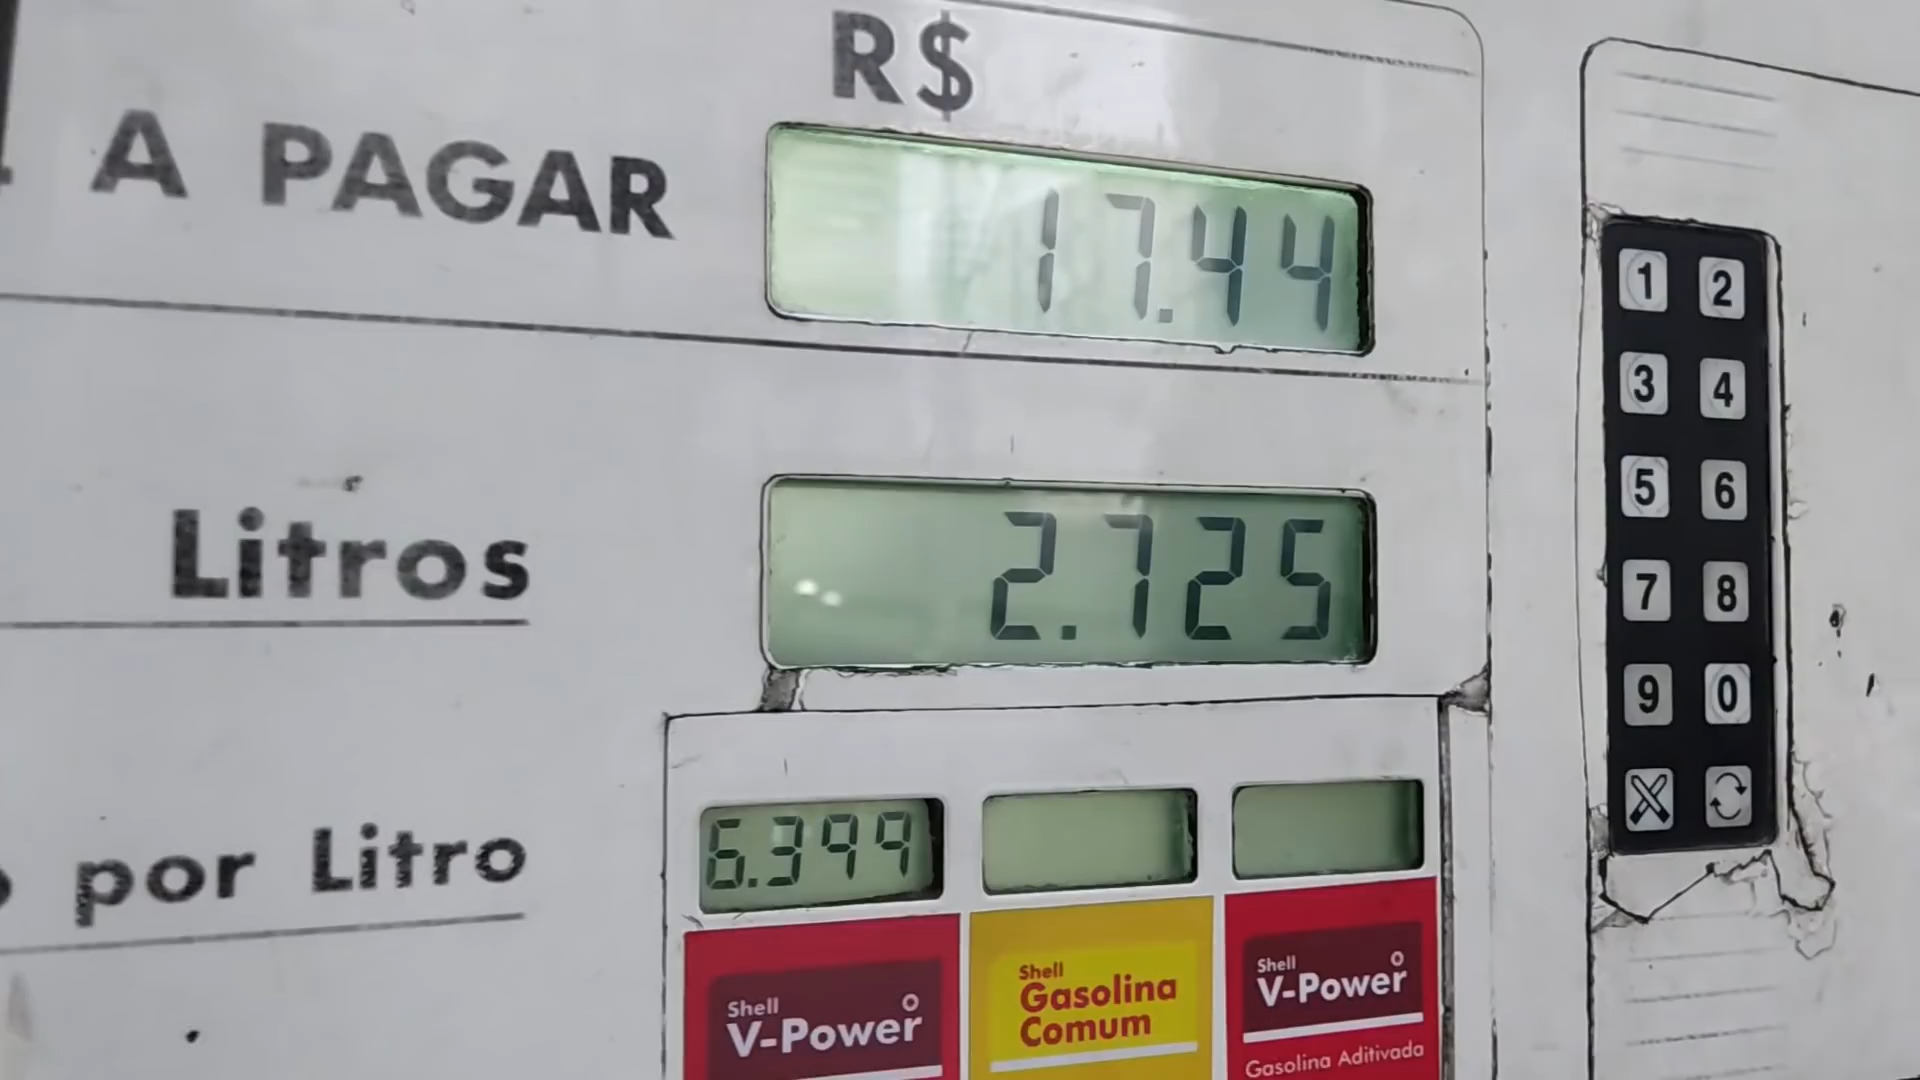 R$
A PAGAR
17.44
Litros
2.725
por Litro
6.399
Shell
V-Power
Shell
Gasolina
Comum
Shell
V-Power
Gasolina Aditivada
1 2
3 4
5 6
7 8
9 0